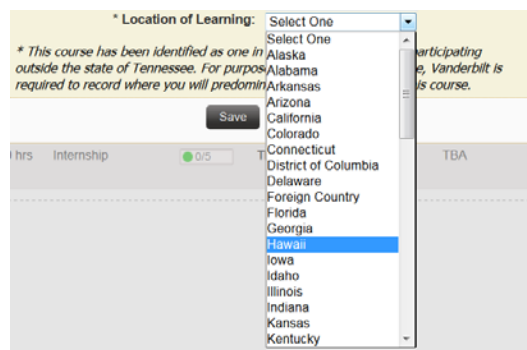 * Location of Learning: Select One
Select One
* This course has been identified as one in articipating
Alaska
outside the state of Tennessee. For purpos e, Vanderbilt is
Alabama
required to record where you will predomin is course.
Arkansas
Arizona
Save California
Colorado
hrs Internship 0/5 T Connecticut TBA
District of Columbia
Delaware
Foreign Country
Florida
Georgia
Hawaii
Iowa
Idaho
Illinois
Indiana
Kansas
Kentucky